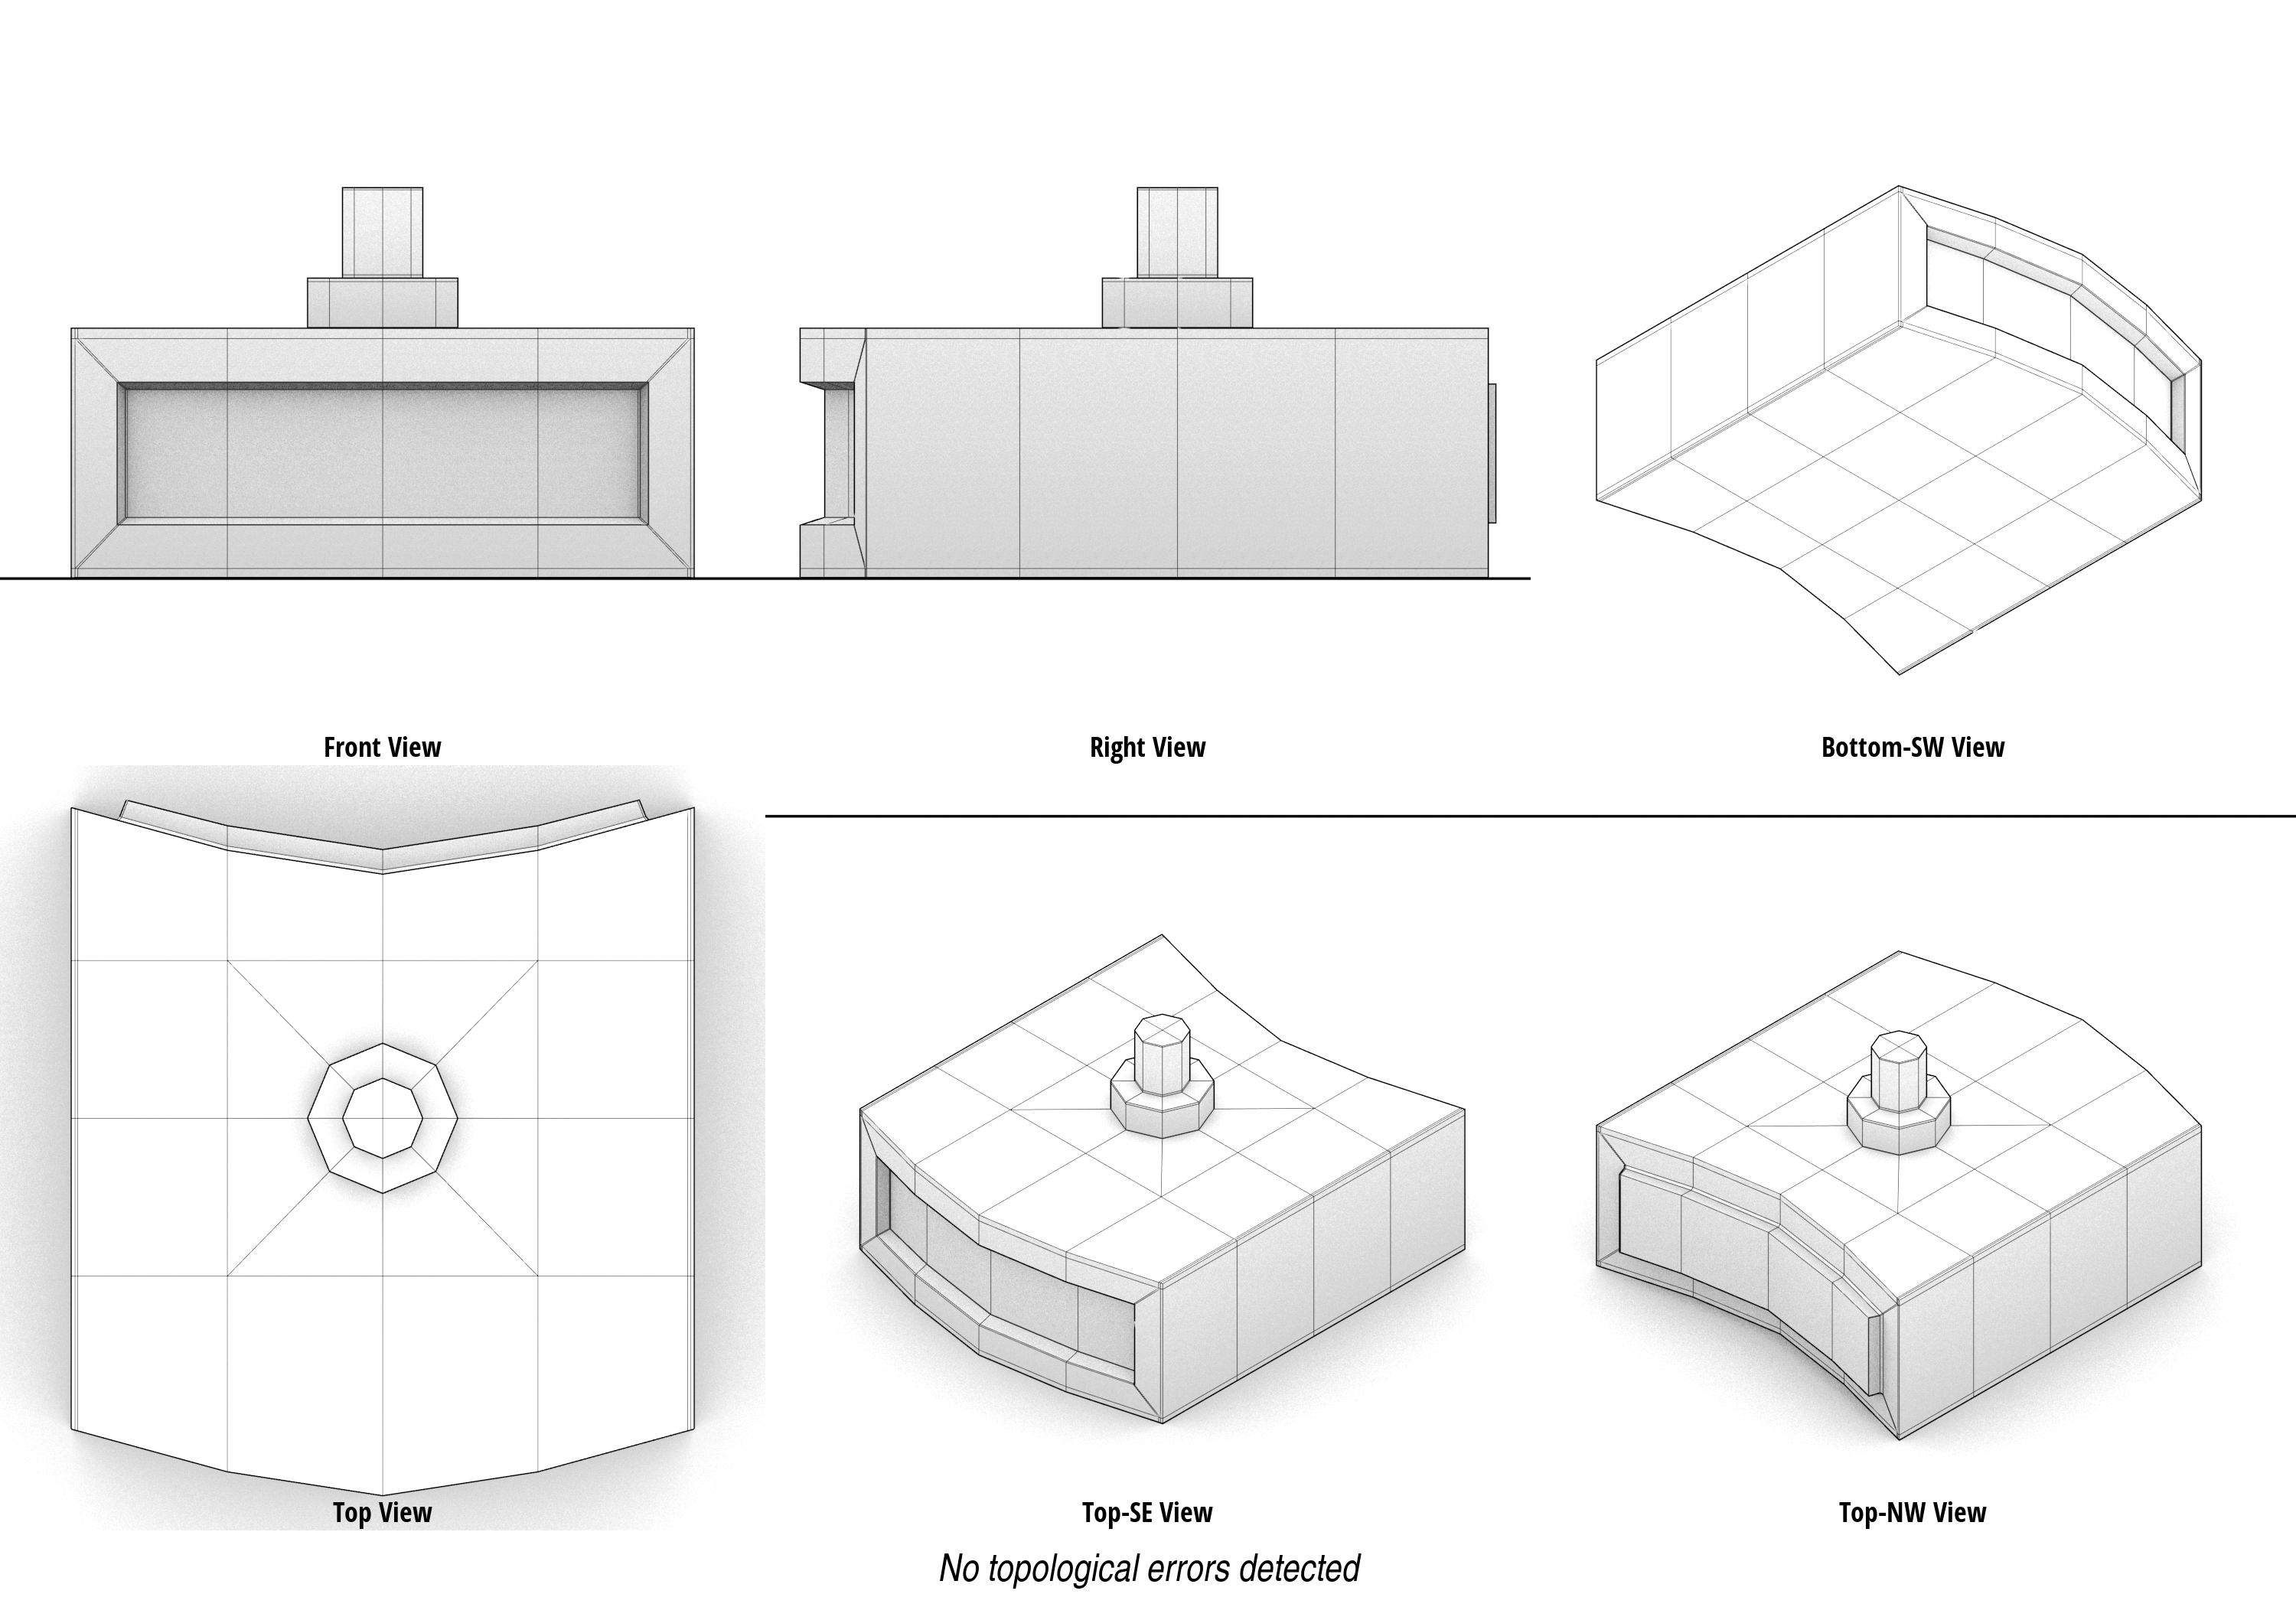 Front View
Right View
Bottom-SW View
Top View
Top-SE View
Top-NW View
No topological errors detected